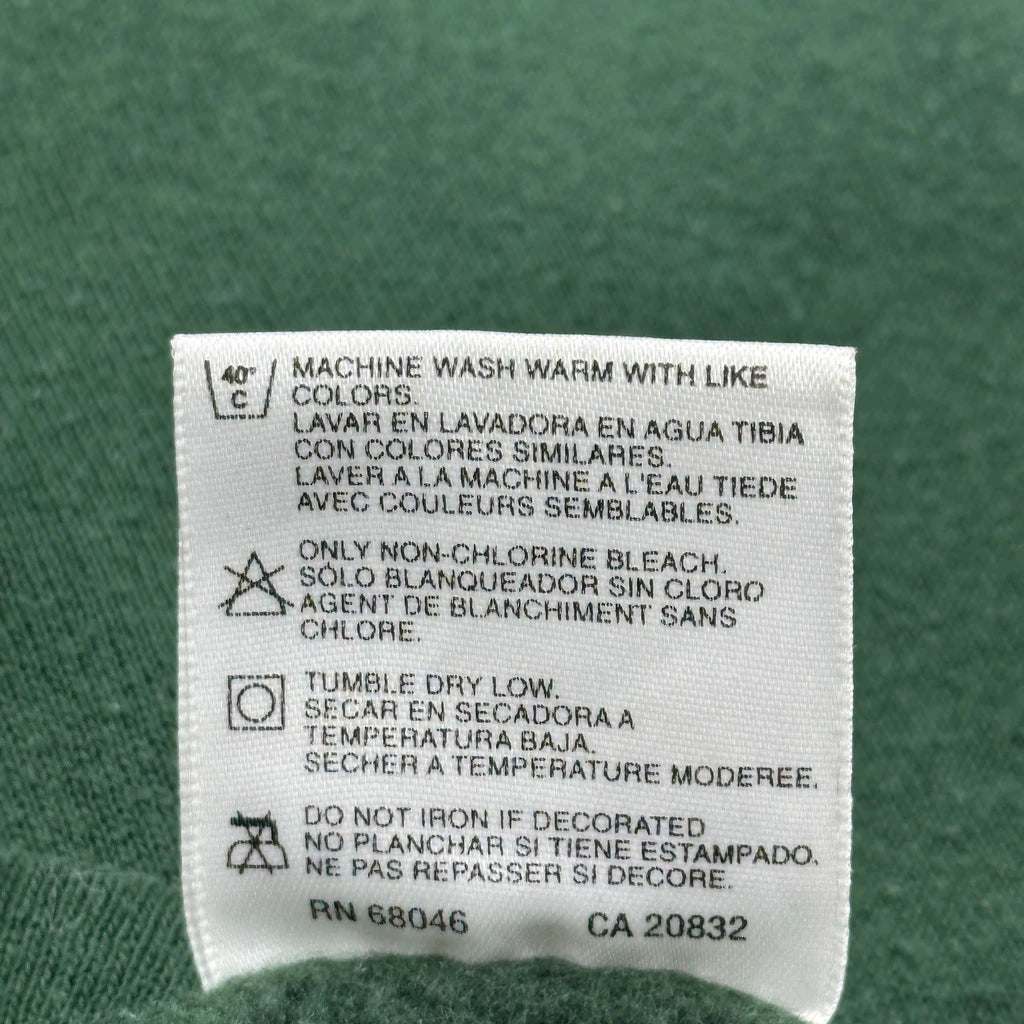 40°
C
MACHINE WASH WARM WITH LIKE
COLORS.
LAVAR EN LAVADORA EN AGUA TIBIA
CON COLORES SIMILARES.
LAVER A LA MACHINE A L'EAU TIEDE
AVEC COULEURS SEMBLABLES.
ONLY NON-CHLORINE BLEACH.
SÓLO BLANQUEADOR SIN CLORO
AGENT DE BLANCHIMENT SANS
CHLORE.
TUMBLE DRY LOW.
SECAR EN SECADORA A
TEMPERATURA BAJA.
SECHER A TEMPERATURE MODEREE.
DO NOT IRON IF DECORATED
NO PLANCHAR SI TIENE ESTAMPADO.
NE PAS REPASSER SI DECORE.
RN 68046 CA 20832